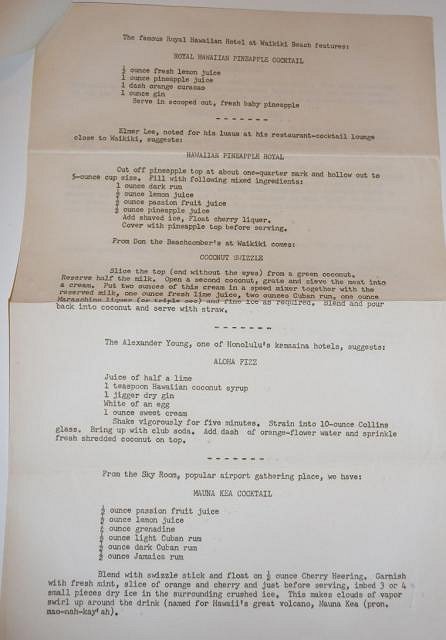 The famous Royal Hawaiian Hotel at Waikiki Beach features:
ROYAL HAWAIIAN PINEAPPLE COCKTAIL
½ ounce fresh lemon juice
1 ounce pineapple juice
1 dash orange curacao
1 ounce gin
Serve in scooped out, fresh baby pineapple
- - - - - - -
Elmer Lee, noted for his luaus at his restaurant-cocktail lounge
close to Waikiki, suggests:
HAWAIIAN PINEAPPLE ROYAL
Cut off pineapple top at about one-quarter mark and hollow out to
5-ounce cup size. Fill with following mixed ingredients:
1 ounce dark rum
½ ounce lemon juice
½ ounce passion fruit juice
½ ounce pineapple juice
Add shaved ice, Float cherry liquer.
Cover with pineapple top before serving.
From Don the Beachcomber's at Waikiki comes:
COCONUT SWIZZLE
Slice the top (end without the eyes) from a green coconut.
Reserve half the milk. Open a second coconut, grate and sieve the meat into
a cream. Put two ounces of this cream in a speed mixer together with the
reserved milk, one ounce fresh lime juice, two ounces Cuban rum, one ounce
Maraschino liquer (or triple sec) and fine ice as required. Blend and pour
back into coconut and serve with straw.
- - - - - - -
The Alexander Young, one of Honolulu's kamaina hotels, suggests:
ALOHA FIZZ
Juice of half a lime
1 teaspoon Hawaiian coconut syrup
1 jigger dry gin
White of an egg
1 ounce sweet cream
Shake vigorously for five minutes. Strain into 10-ounce Collins
glass. Bring up with club soda. Add dash of orange-flower water and sprinkle
fresh shredded coconut on top.
- - - - - - -
From the Sky Room, popular airport gathering place, we have:
MAUNA KEA COCKTAIL
ounce passion fruit juice
½ ounce lemon juice
ounce grenadine
ounce light Cuban rum
½ ounce dark Cuban rum
½ ounce Jamaica rum
Blend with swizzle stick and float on ½ ounce Cherry Heering. Garnish
with fresh mint, slice of orange and cherry and just before serving, imbed 3 or 4
small pieces dry ice in the surrounding crushed ice. This makes clouds of vapor
swirl up around the drink (named for Hawaii's great volcano, Mauna Kea (pron.
mao-nah-kay'ah).